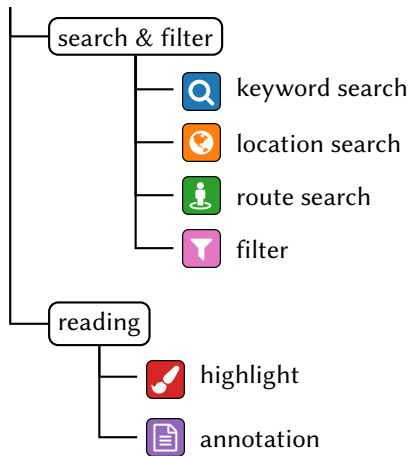 search & filter
keyword search
location search
route search
filter
reading
highlight
annotation